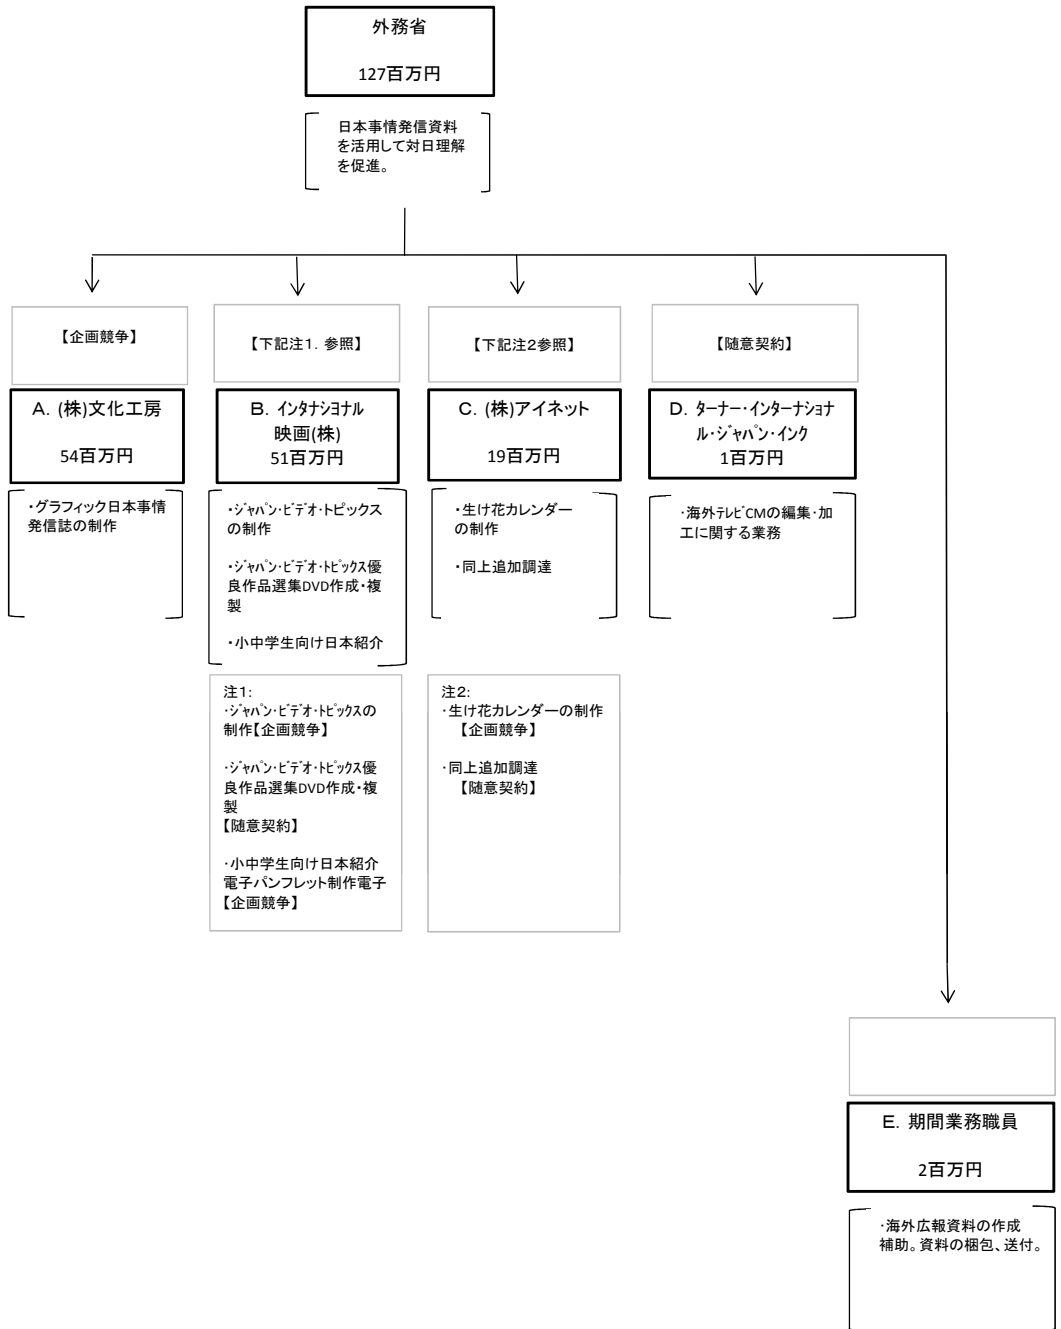 外務省
127百万円
日本事情発信資料
を活用して対日理解
を促進。
【企画競争】
【下記注1．参照】
【下記注2参照】
【随意契約】
A．(株)文化工房
54百万円
B．ｲﾝﾀﾅｼｮﾅﾙ
映画(株)
51百万円
C．(株)アイネット
19百万円
D．ﾀｰﾅｰ･ｲﾝﾀｰﾅｼｮﾅ
ﾙ･ｼﾞｬﾊﾟﾝ･ｲﾝｸ
1百万円
・グラフィック日本事情
発信誌の制作
・ｼﾞｬﾊﾟﾝ･ﾋﾞﾃﾞｵ･ﾄﾋﾟｯｸｽ
の制作
・ｼﾞｬﾊﾟﾝ･ﾋﾞﾃﾞｵ･ﾄﾋﾟｯｸｽ優
良作品選集DVD作成・複
製
・小中学生向け日本紹介
・生け花カレンダー
の制作
・同上追加調達
・海外ﾃﾚﾋﾞCMの編集・加
工に関する業務
注1：
・ｼﾞｬﾊﾟﾝ･ﾋﾞﾃﾞｵ･ﾄﾋﾟｯｸｽの
制作【企画競争】
・ｼﾞｬﾊﾟﾝ･ﾋﾞﾃﾞｵ･ﾄﾋﾟｯｸｽ優
良作品選集DVD作成・複
製
【随意契約】
・小中学生向け日本紹介
電子パンフレット制作電子
【企画競争】
注2：
・生け花カレンダーの制作
【企画競争】
・同上追加調達
【随意契約】
E．期間業務職員
2百万円
・海外広報資料の作成
補助。資料の梱包、送付。